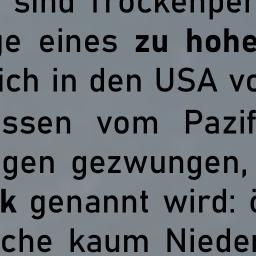 sind Trockenper
ge eines zu hohe
ich in den USA vo
ssen vom Pazif
gen gezwungen,
k genannt wird: ö
che kaum Nieder